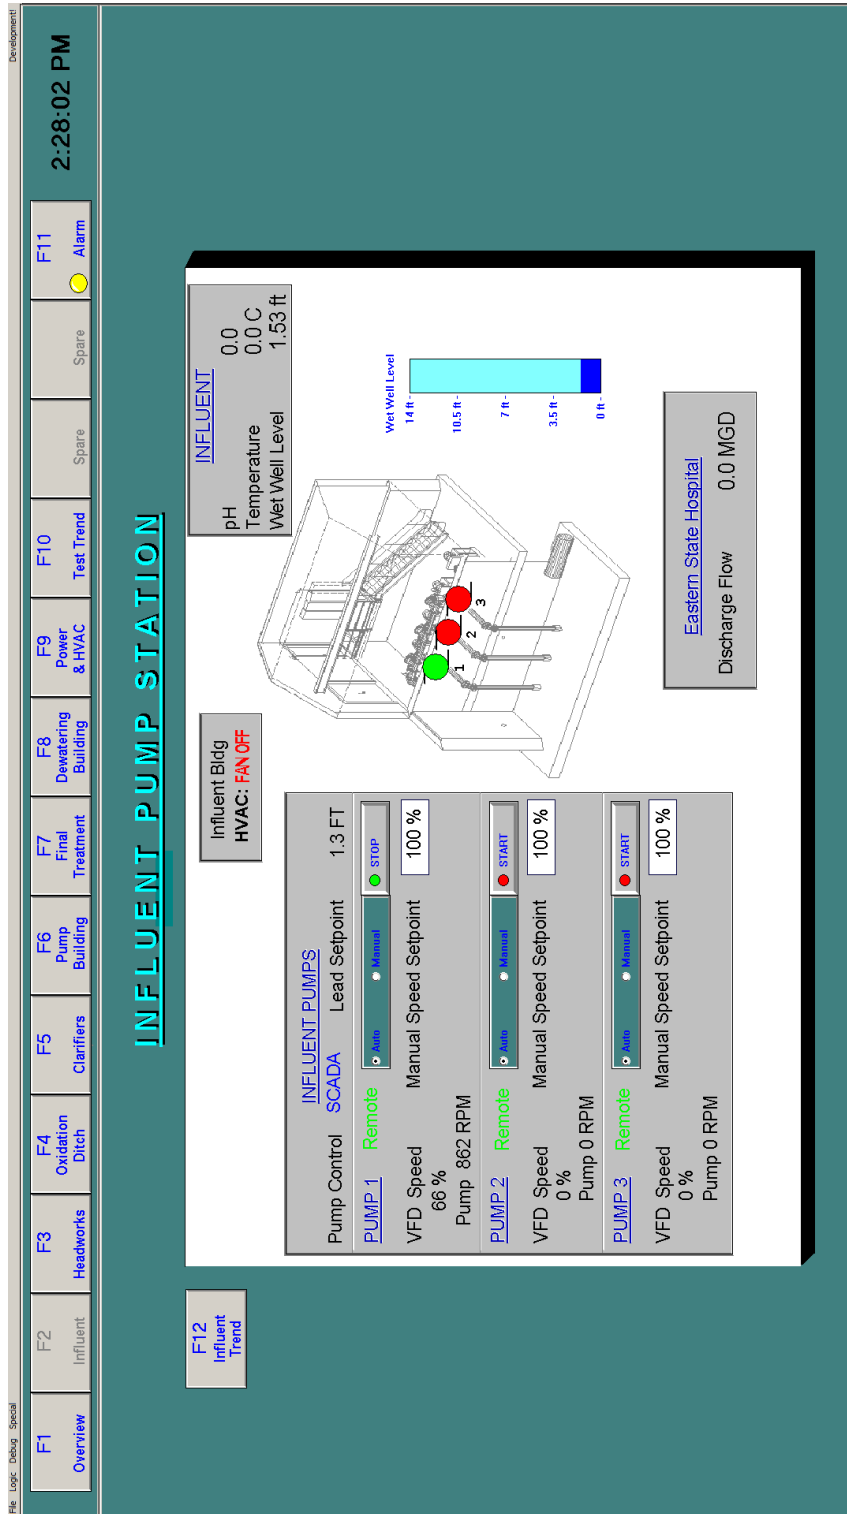 File Logic Debug Special
Development!
F1
Overview
F2
Influent
F3
Headworks
F4
Oxidation
Ditch
F5
Clarifiers
F6
Pump
Building
F7
Final
Treatment
F8
Dewatering
Building
F9
Power
& HVAC
F10
Test Trend
Spare
Spare
F11
Alarm
2:28:02 PM
INFLUENT PUMP STATION
F12
Influent
Trend
Influent Bldg
HVAC: FAN OFF
INFLUENT
pH 0.0
Temperature 0.0 C
Wet Well Level 1.53 ft
INFLUENT PUMPS
Pump Control SCADA Lead Setpoint 1.3 FT
PUMP 1 Remote Auto Manual STOP
VFD Speed Manual Speed Setpoint 100 %
66 %
Pump 862 RPM
PUMP 2 Remote Auto Manual START
VFD Speed Manual Speed Setpoint 100 %
0 %
Pump 0 RPM
PUMP 3 Remote Auto Manual START
VFD Speed Manual Speed Setpoint 100 %
0 %
Pump 0 RPM
1
2
3
Wet Well Level
14 ft -
10.5 ft -
7 ft -
3.5 ft -
0 ft -
Eastern State Hospital
Discharge Flow 0.0 MGD